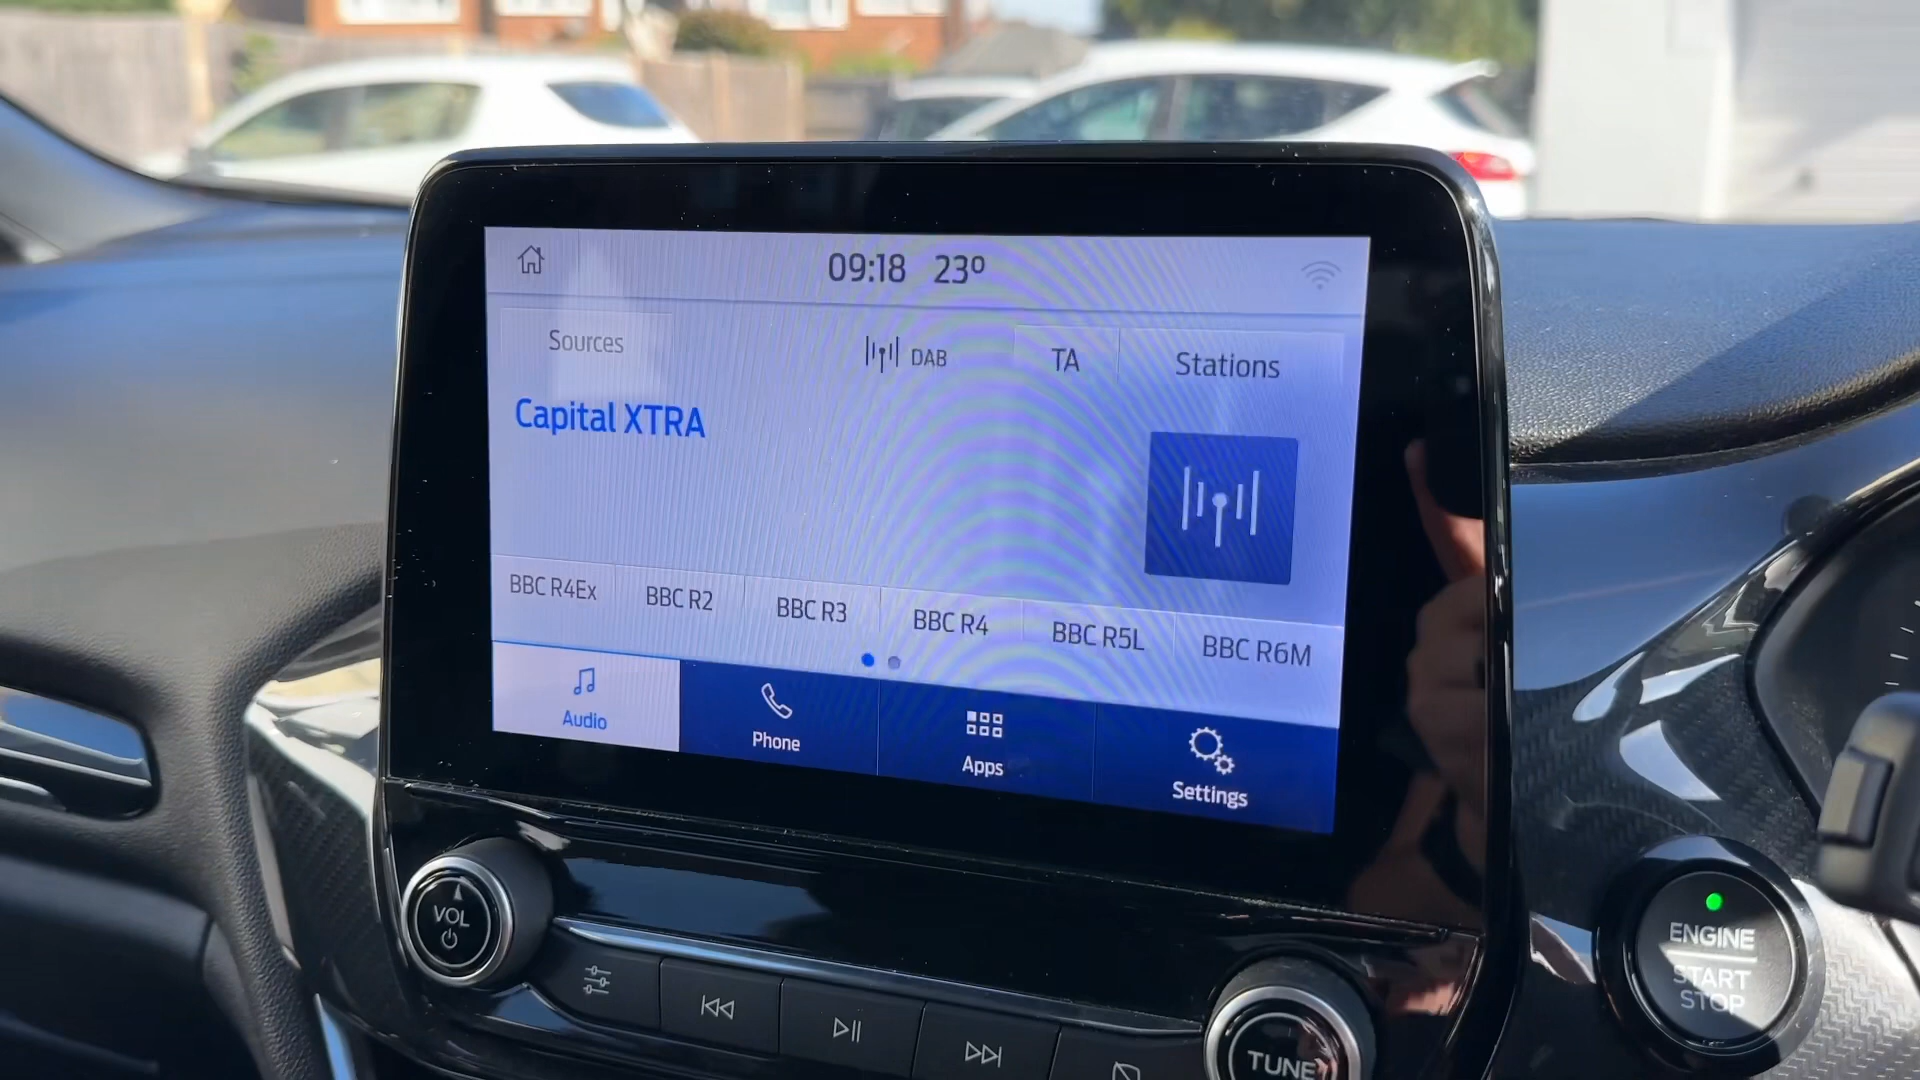 09:18 23º
Sources
DAB
TA
Stations
Capital XTRA
BBC R4Ex
BBC R2
BBC R3
BBC R4
BBC R5L
BBC R6M
Audio
Phone
Apps
Settings
VOL
TUNE
ENGINE
START
STOP